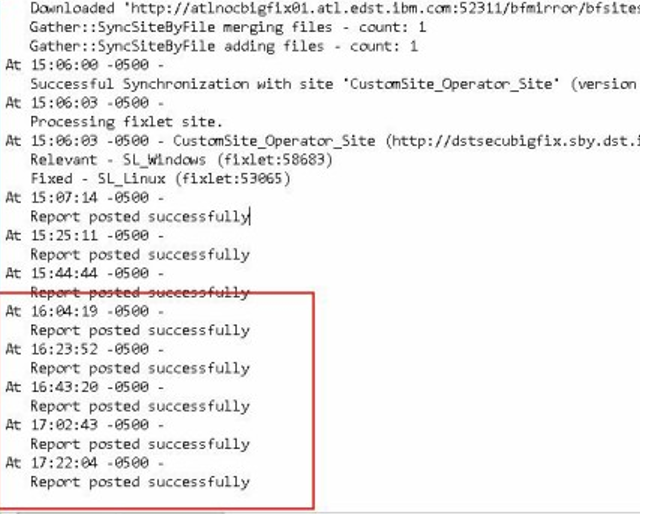 Downloaded 'http://atlnocbigfix01.atl.edst.ibm.com:52311/bfmirror/bfsites
Gather::SyncSiteByFile merging files - count: 1
Gather::SyncSiteByFile adding files - count: 1
At 15:06:00 -0500 -
Successful Synchronization with site 'CustomSite_Operator_Site' (version
At 15:06:03 -0500 -
Processing fixlet site.
At 15:06:03 -0500 - CustomSite_Operator_Site (http://dstsecubigfix.sby.dst.i
Relevant - SL_Windows (fixlet:58683)
Fixed - SL_Linux (fixlet:53065)
At 15:07:14 -0500 -
Report posted successfully
At 15:25:11 -0500 -
Report posted successfully
At 15:44:44 -0500 -
Report posted successfully
At 16:04:19 -0500 -
Report posted successfully
At 16:23:52 -0500 -
Report posted successfully
At 16:43:20 -0500 -
Report posted successfully
At 17:02:43 -0500 -
Report posted successfully
At 17:22:04 -0500 -
Report posted successfully